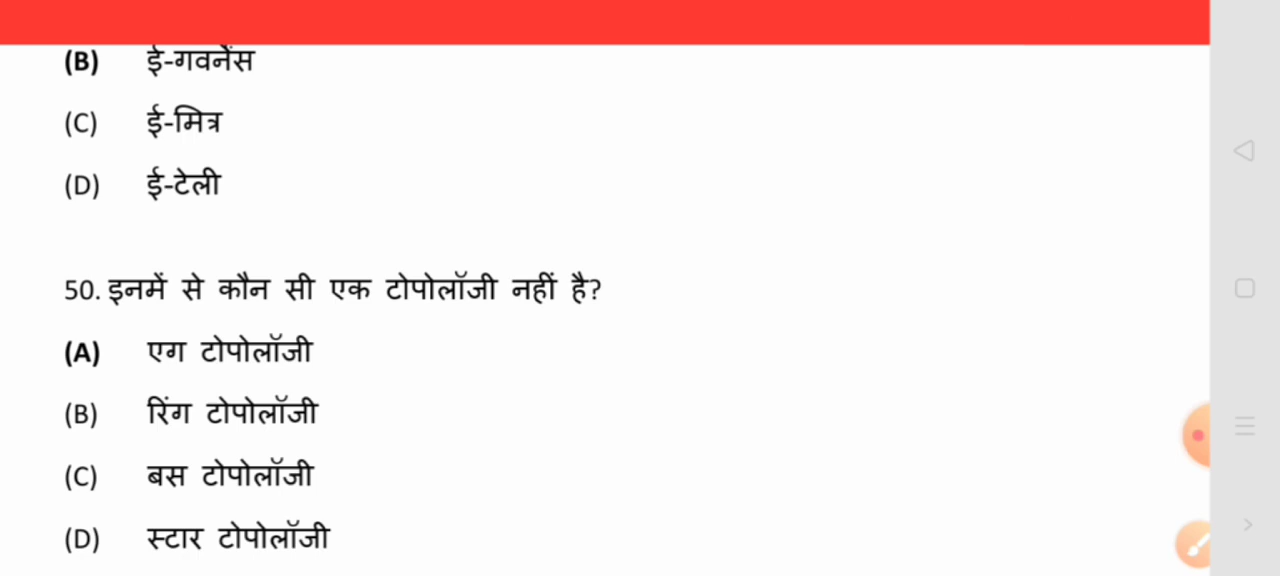 (B) ई-गवर्नेंस
(C) ई-मित्र
(D) ई-टेली
50. इनमें से कौन सी एक टोपोलॉजी नहीं है?
(A) एग टोपोलॉजी
(B) रिंग टोपोलॉजी
(C) बस टोपोलॉजी
(D) स्टार टोपोलॉजी